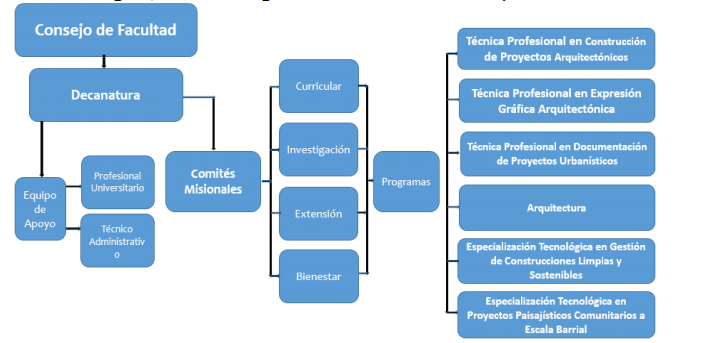 Consejo de Facultad
Decanatura
Equipo
de
Apoyo
Profesional
Universitario
Técnico
Administrativ
o
Comités
Misionales
Currícular
Investigación
Extensión
Bienestar
Programas
Técnica Profesional en Construcción
de Proyectos Arquitectónicos
Técnica Profesional en Expresión
Gráfica Arquitectónica
Técnica Profesional en Documentación
de Proyectos Urbanísticos
Arquitectura
Especialización Tecnológica en Gestión
de Construcciones Limpias y
Sostenibles
Especialización Tecnológica en
Proyectos Paisajísticos Comunitarios a
Escala Barrial